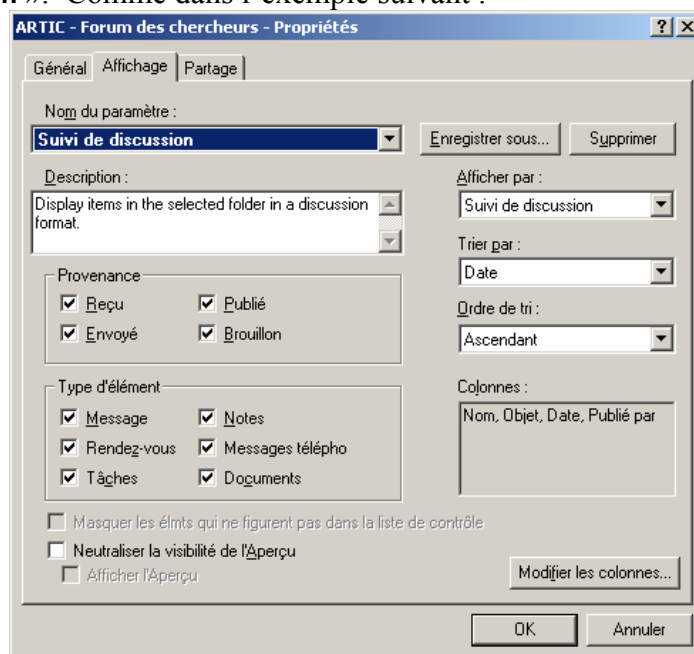 ». Comme dans l'exemple suivant :
ARTIC - Forum des chercheurs - Propriétés
Général Affichage Partage
Nom du paramètre :
Suivi de discussion
Enregistrer sous... Supprimer
Description :
Afficher par :
Display items in the selected folder in a discussion
format.
Suivi de discussion
Trier par :
Provenance
Date
Reçu Publié
Ordre de tri :
Envoyé Brouillon
Ascendant
Type d'élément
Colonnes :
Message Notes
Nom, Objet, Date, Publié par
Rendez-vous Messages télépho
Tâches Documents
Masquer les élmts qui ne figurent pas dans la liste de contrôle
Neutraliser la visibilité de l'Aperçu
Afficher l'Aperçu
Modifier les colonnes...
OK Annuler